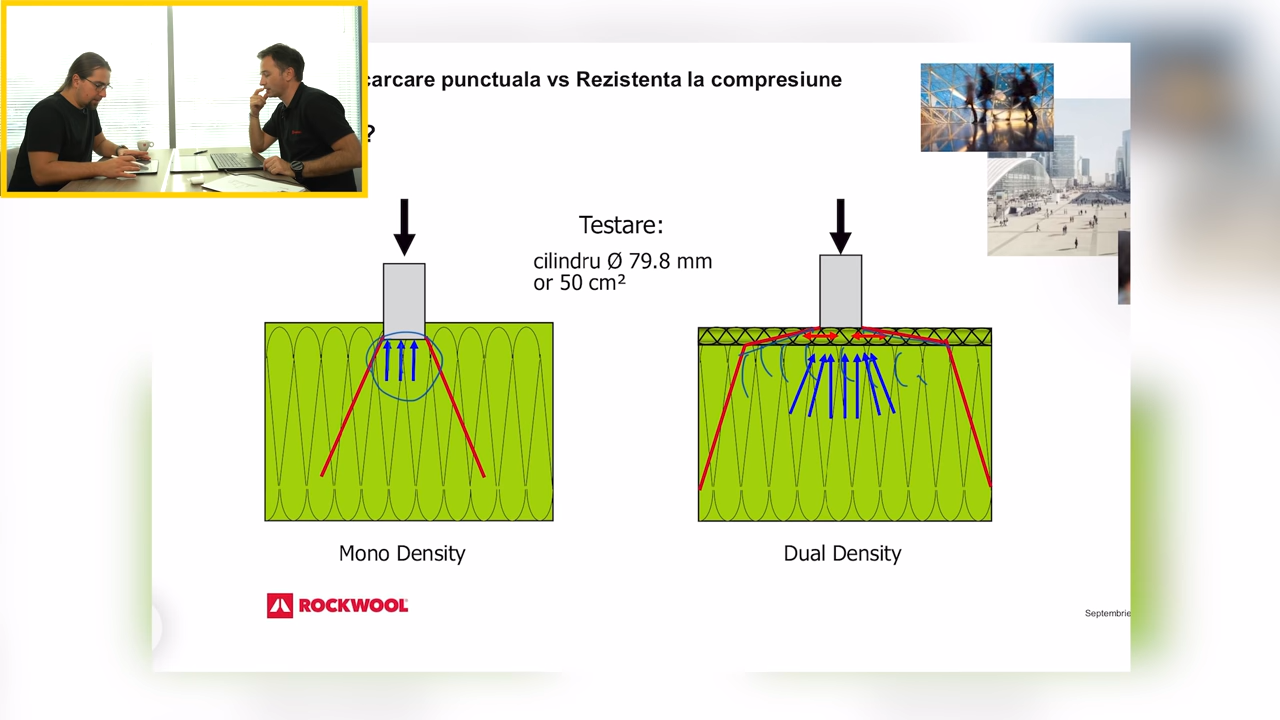 punctuala vs Rezistenta la compresiune
?
Testare:
cilindru Ø 79.8 mm
or 50 cm²
Mono Density
Dual Density
ROCKWOOL
Septembrie